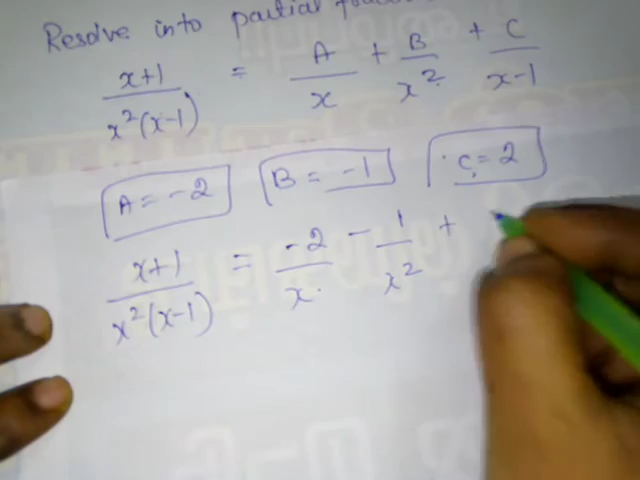 Resolve into partial
x+1/x²(x-1) = A/x + B/x² + C/x-1
A = -2 B = -1 C = 2
x+1/x²(x-1) = -2/x - 1/x² +